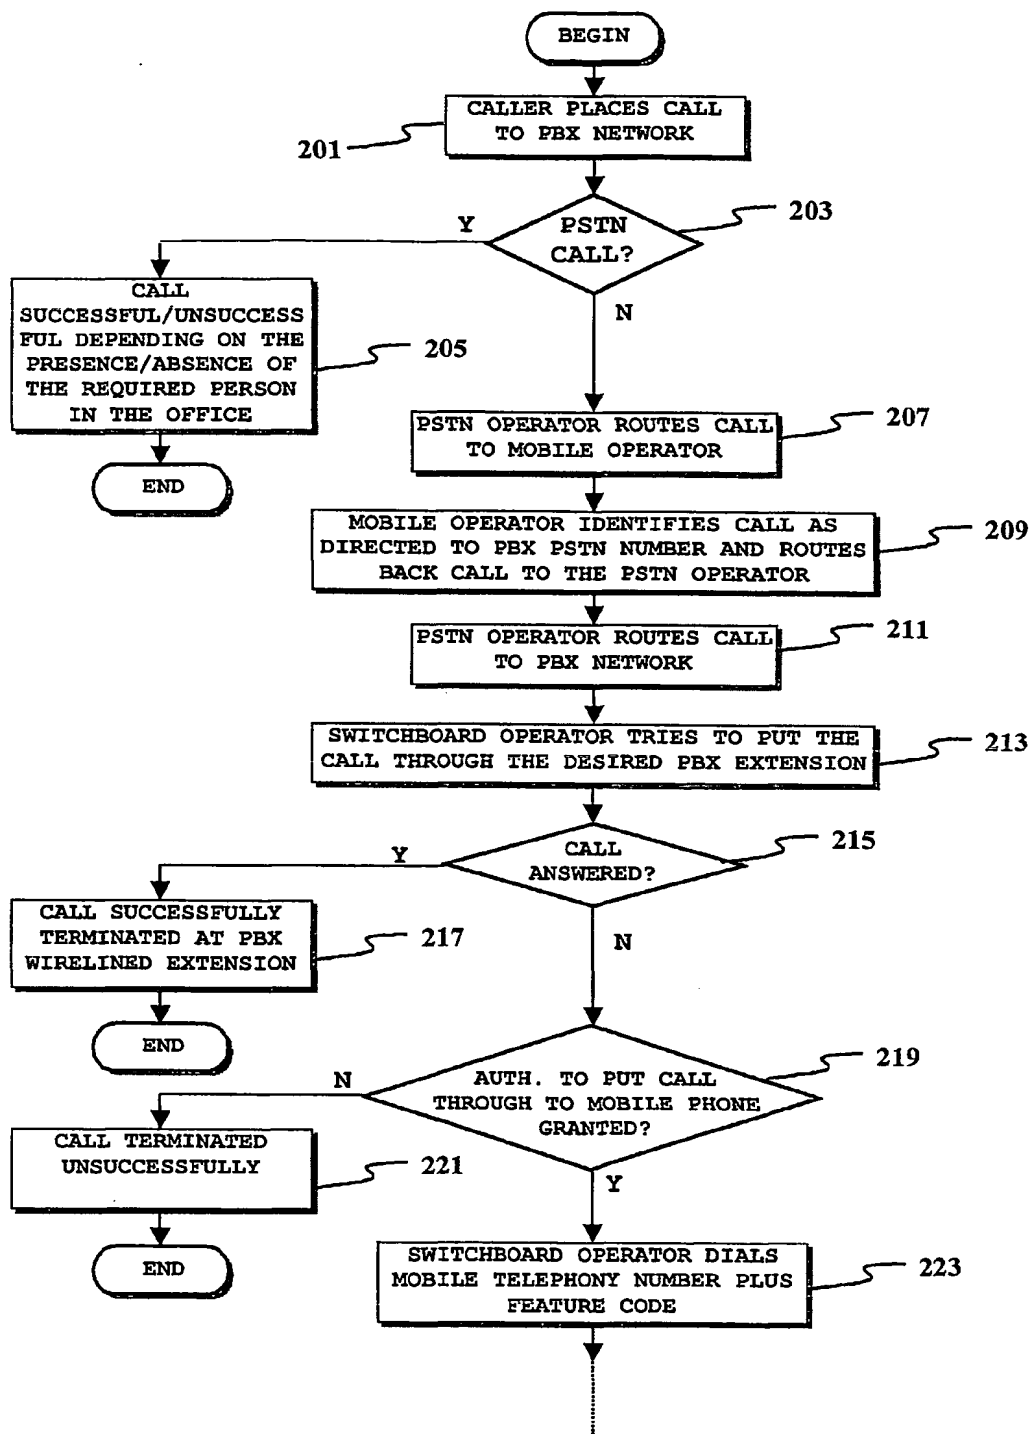 BEGIN
CALLER PLACES CALL
TO PBX NETWORK
201
PSTN
CALL?
203
Y
N
CALL
SUCCESSFUL/UNSUCCESS
FUL DEPENDING ON THE
PRESENCE/ABSENCE OF
THE REQUIRED PERSON
IN THE OFFICE
205
END
PSTN OPERATOR ROUTES CALL
TO MOBILE OPERATOR
207
MOBILE OPERATOR IDENTIFIES CALL AS
DIRECTED TO PBX PSTN NUMBER AND ROUTES
BACK CALL TO THE PSTN OPERATOR
209
PSTN OPERATOR ROUTES CALL
TO PBX NETWORK
211
SWITCHBOARD OPERATOR TRIES TO PUT THE
CALL THROUGH THE DESIRED PBX EXTENSION
213
CALL
ANSWERED?
215
Y
N
CALL SUCCESSFULLY
TERMINATED AT PBX
WIRELINED EXTENSION
217
END
AUTH. TO PUT CALL
THROUGH TO MOBILE PHONE
GRANTED?
219
N
Y
CALL TERMINATED
UNSUCCESSFULLY
221
END
SWITCHBOARD OPERATOR DIALS
MOBILE TELEPHONY NUMBER PLUS
FEATURE CODE
223